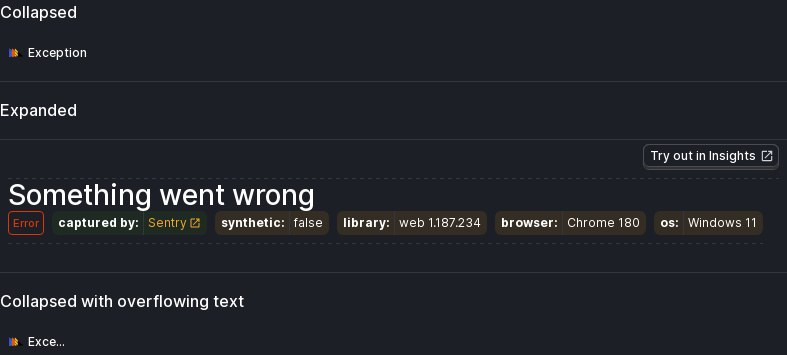 Collapsed
Exception
Expanded
Try out in Insights
Something went wrong
Error captured by: Sentry synthetic: false library: web 1.187.234 browser: Chrome 180 os: Windows 11
Collapsed with overflowing text
Exce...